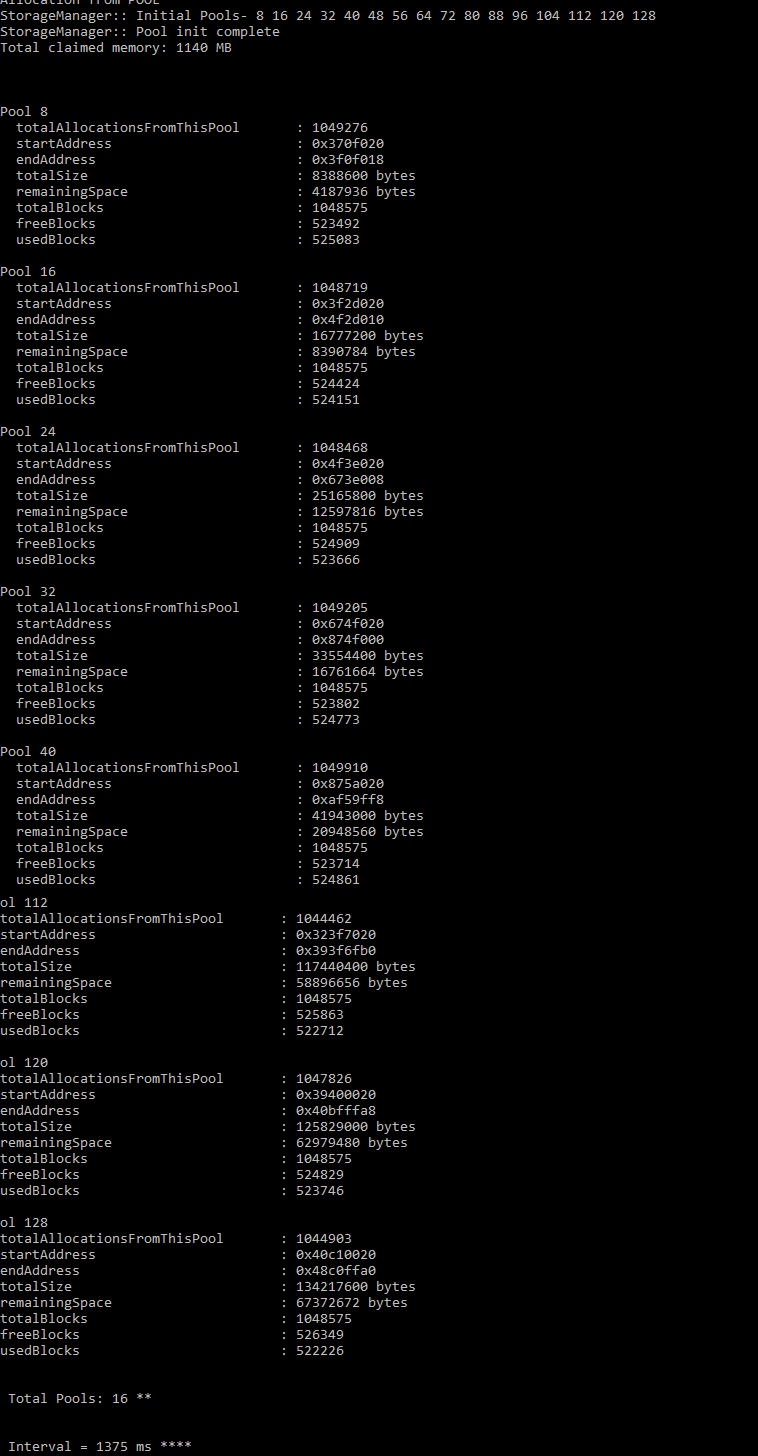 Allocation from POOL
StorageManager:: Initial Pools- 8 16 24 32 40 48 56 64 72 80 88 96 104 112 120 128
StorageManager:: Pool init complete
Total claimed memory: 1140 MB
Pool 8
totalAllocationsFromThisPool : 1049276
startAddress : 0x370f020
endAddress : 0x3f0f018
totalSize : 8388600 bytes
remainingSpace : 4187936 bytes
totalBlocks : 1048575
freeBlocks : 523492
usedBlocks : 525083
Pool 16
totalAllocationsFromThisPool : 1048719
startAddress : 0x3f2d020
endAddress : 0x4f2d010
totalSize : 16777200 bytes
remainingSpace : 8390784 bytes
totalBlocks : 1048575
freeBlocks : 524424
usedBlocks : 524151
Pool 24
totalAllocationsFromThisPool : 1048468
startAddress : 0x4f3e020
endAddress : 0x673e008
totalSize : 25165800 bytes
remainingSpace : 12597816 bytes
totalBlocks : 1048575
freeBlocks : 524909
usedBlocks : 523666
Pool 32
totalAllocationsFromThisPool : 1049205
startAddress : 0x674f020
endAddress : 0x874f000
totalSize : 33554400 bytes
remainingSpace : 16761664 bytes
totalBlocks : 1048575
freeBlocks : 523802
usedBlocks : 524773
Pool 40
totalAllocationsFromThisPool : 1049910
startAddress : 0x875a020
endAddress : 0xaf59ff8
totalSize : 41943000 bytes
remainingSpace : 20948560 bytes
totalBlocks : 1048575
freeBlocks : 523714
usedBlocks : 524861
ol 112
totalAllocationsFromThisPool : 1044462
startAddress : 0x323f7020
endAddress : 0x393f6fb0
totalSize : 117440400 bytes
remainingSpace : 58896656 bytes
totalBlocks : 1048575
freeBlocks : 525863
usedBlocks : 522712
ol 120
totalAllocationsFromThisPool : 1047826
startAddress : 0x39400020
endAddress : 0x40bfffa8
totalSize : 125829000 bytes
remainingSpace : 62979480 bytes
totalBlocks : 1048575
freeBlocks : 524829
usedBlocks : 523746
ol 128
totalAllocationsFromThisPool : 1044903
startAddress : 0x40c10020
endAddress : 0x48c0ffa0
totalSize : 134217600 bytes
remainingSpace : 67372672 bytes
totalBlocks : 1048575
freeBlocks : 526349
usedBlocks : 522226
Total Pools: 16 **
Interval = 1375 ms ****